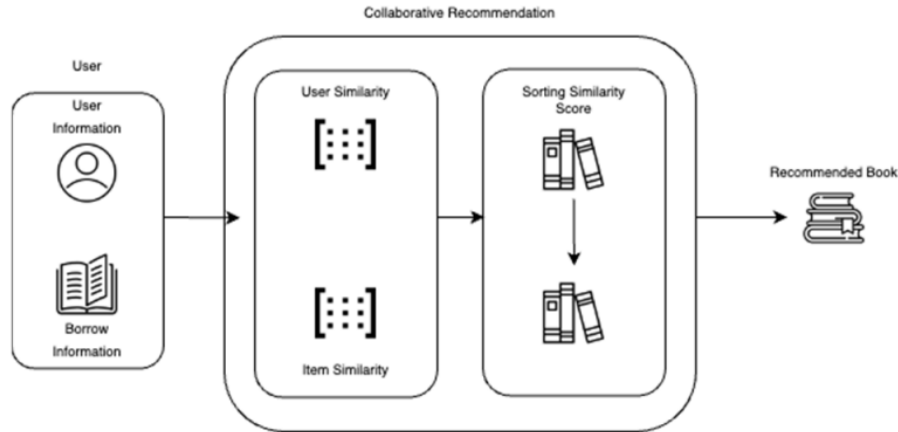 Collaborative Recommendation
User
User
Information
Borrow
Information
User Similarity
Item Similarity
Sorting Similarity
Score
Recommended Book